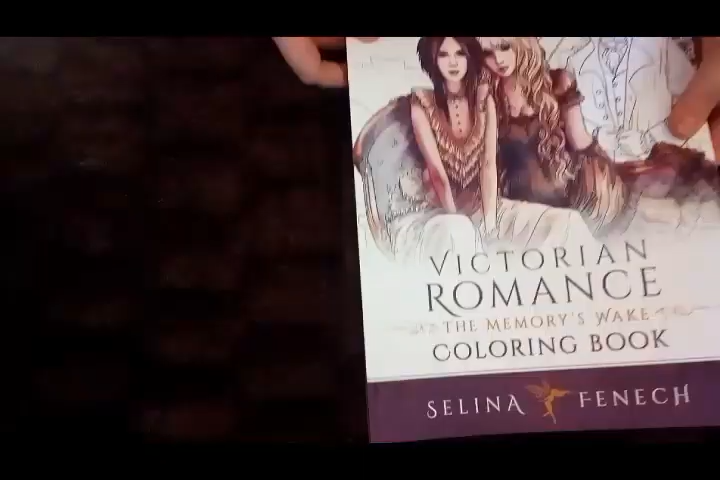 VICTORIAN
ROMANCE
THE MEMORY'S WAKE
COLORING BOOK
SELINA FENECH